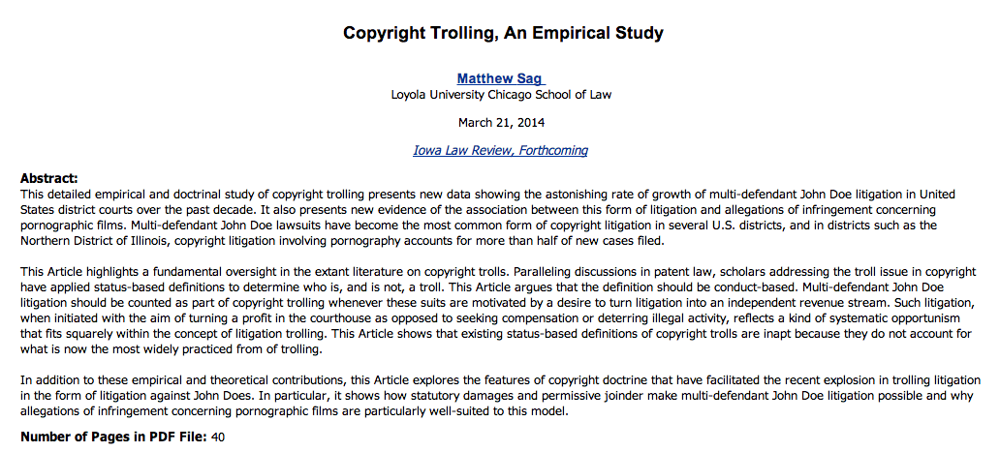 Copyright Trolling, An Empirical Study
Matthew Sag
Loyola University Chicago School of Law
March 21, 2014
Iowa Law Review, Forthcoming
Abstract:
This detailed empirical and doctrinal study of copyright trolling presents new data showing the astonishing rate of growth of multi-defendant John Doe litigation in United
States district courts over the past decade. It also presents new evidence of the association between this form of litigation and allegations of infringement concerning
pornographic films. Multi-defendant John Doe lawsuits have become the most common form of copyright litigation in several U.S. districts, and in districts such as the
Northern District of Illinois, copyright litigation involving pornography accounts for more than half of new cases filed.
This Article highlights a fundamental oversight in the extant literature on copyright trolls. Paralleling discussions in patent law, scholars addressing the troll issue in copyright
have applied status-based definitions to determine who is, and is not, a troll. This Article argues that the definition should be conduct-based. Multi-defendant John Doe
litigation should be counted as part of copyright trolling whenever these suits are motivated by a desire to turn litigation into an independent revenue stream. Such litigation,
when initiated with the aim of turning a profit in the courthouse as opposed to seeking compensation or deterring illegal activity, reflects a kind of systematic opportunism
that fits squarely within the concept of litigation trolling. This Article shows that existing status-based definitions of copyright trolls are inapt because they do not account for
what is now the most widely practiced from of trolling.
In addition to these empirical and theoretical contributions, this Article explores the features of copyright doctrine that have facilitated the recent explosion in trolling litigation
in the form of litigation against John Does. In particular, it shows how statutory damages and permissive joinder make multi-defendant John Doe litigation possible and why
allegations of infringement concerning pornographic films are particularly well-suited to this model.
Number of Pages in PDF File: 40